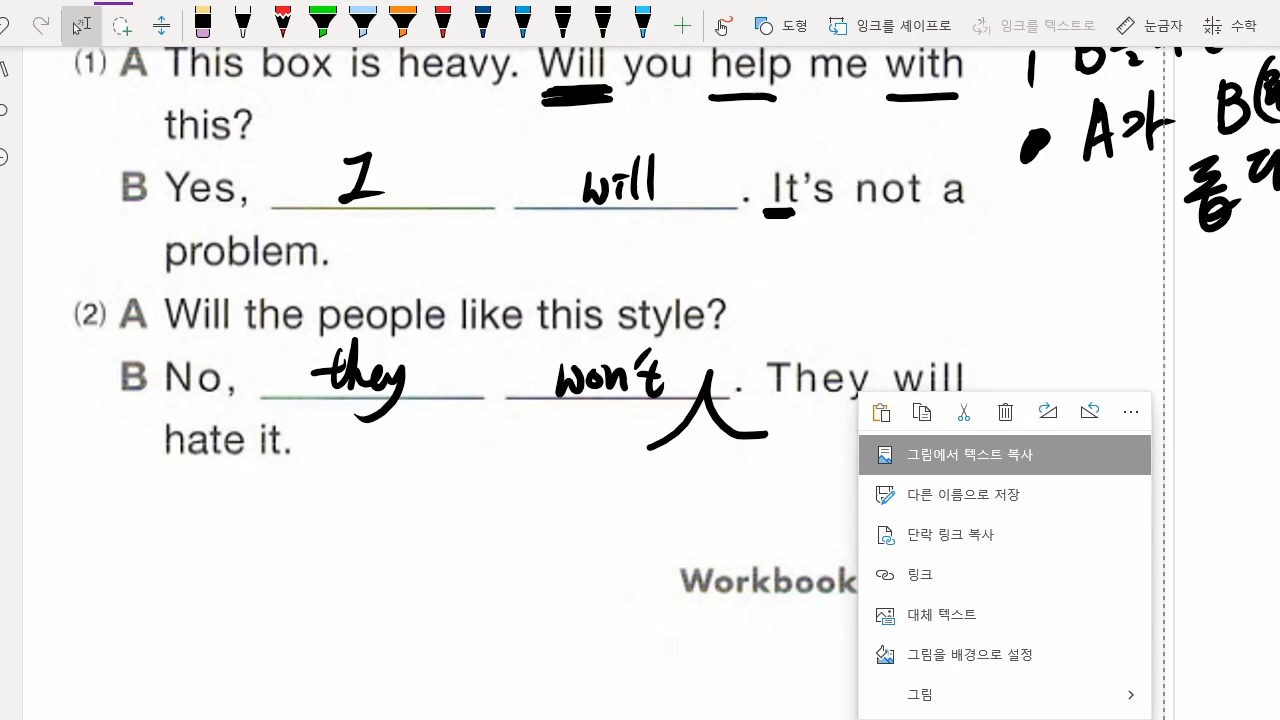 도형 잉크를 셰이프로 잉크를 텍스트로 눈금자 수학
(1) A This box is heavy. Will you help me with
this?
B Yes, I will . It's not a
problem.
(2) A Will the people like this style?
B No, they won't . They will
hate it.
A가 B
그림에서 텍스트 복사
다른 이름으로 저장
단락 링크 복사
링크
대체 텍스트
그림을 배경으로 설정
그림
Workbook